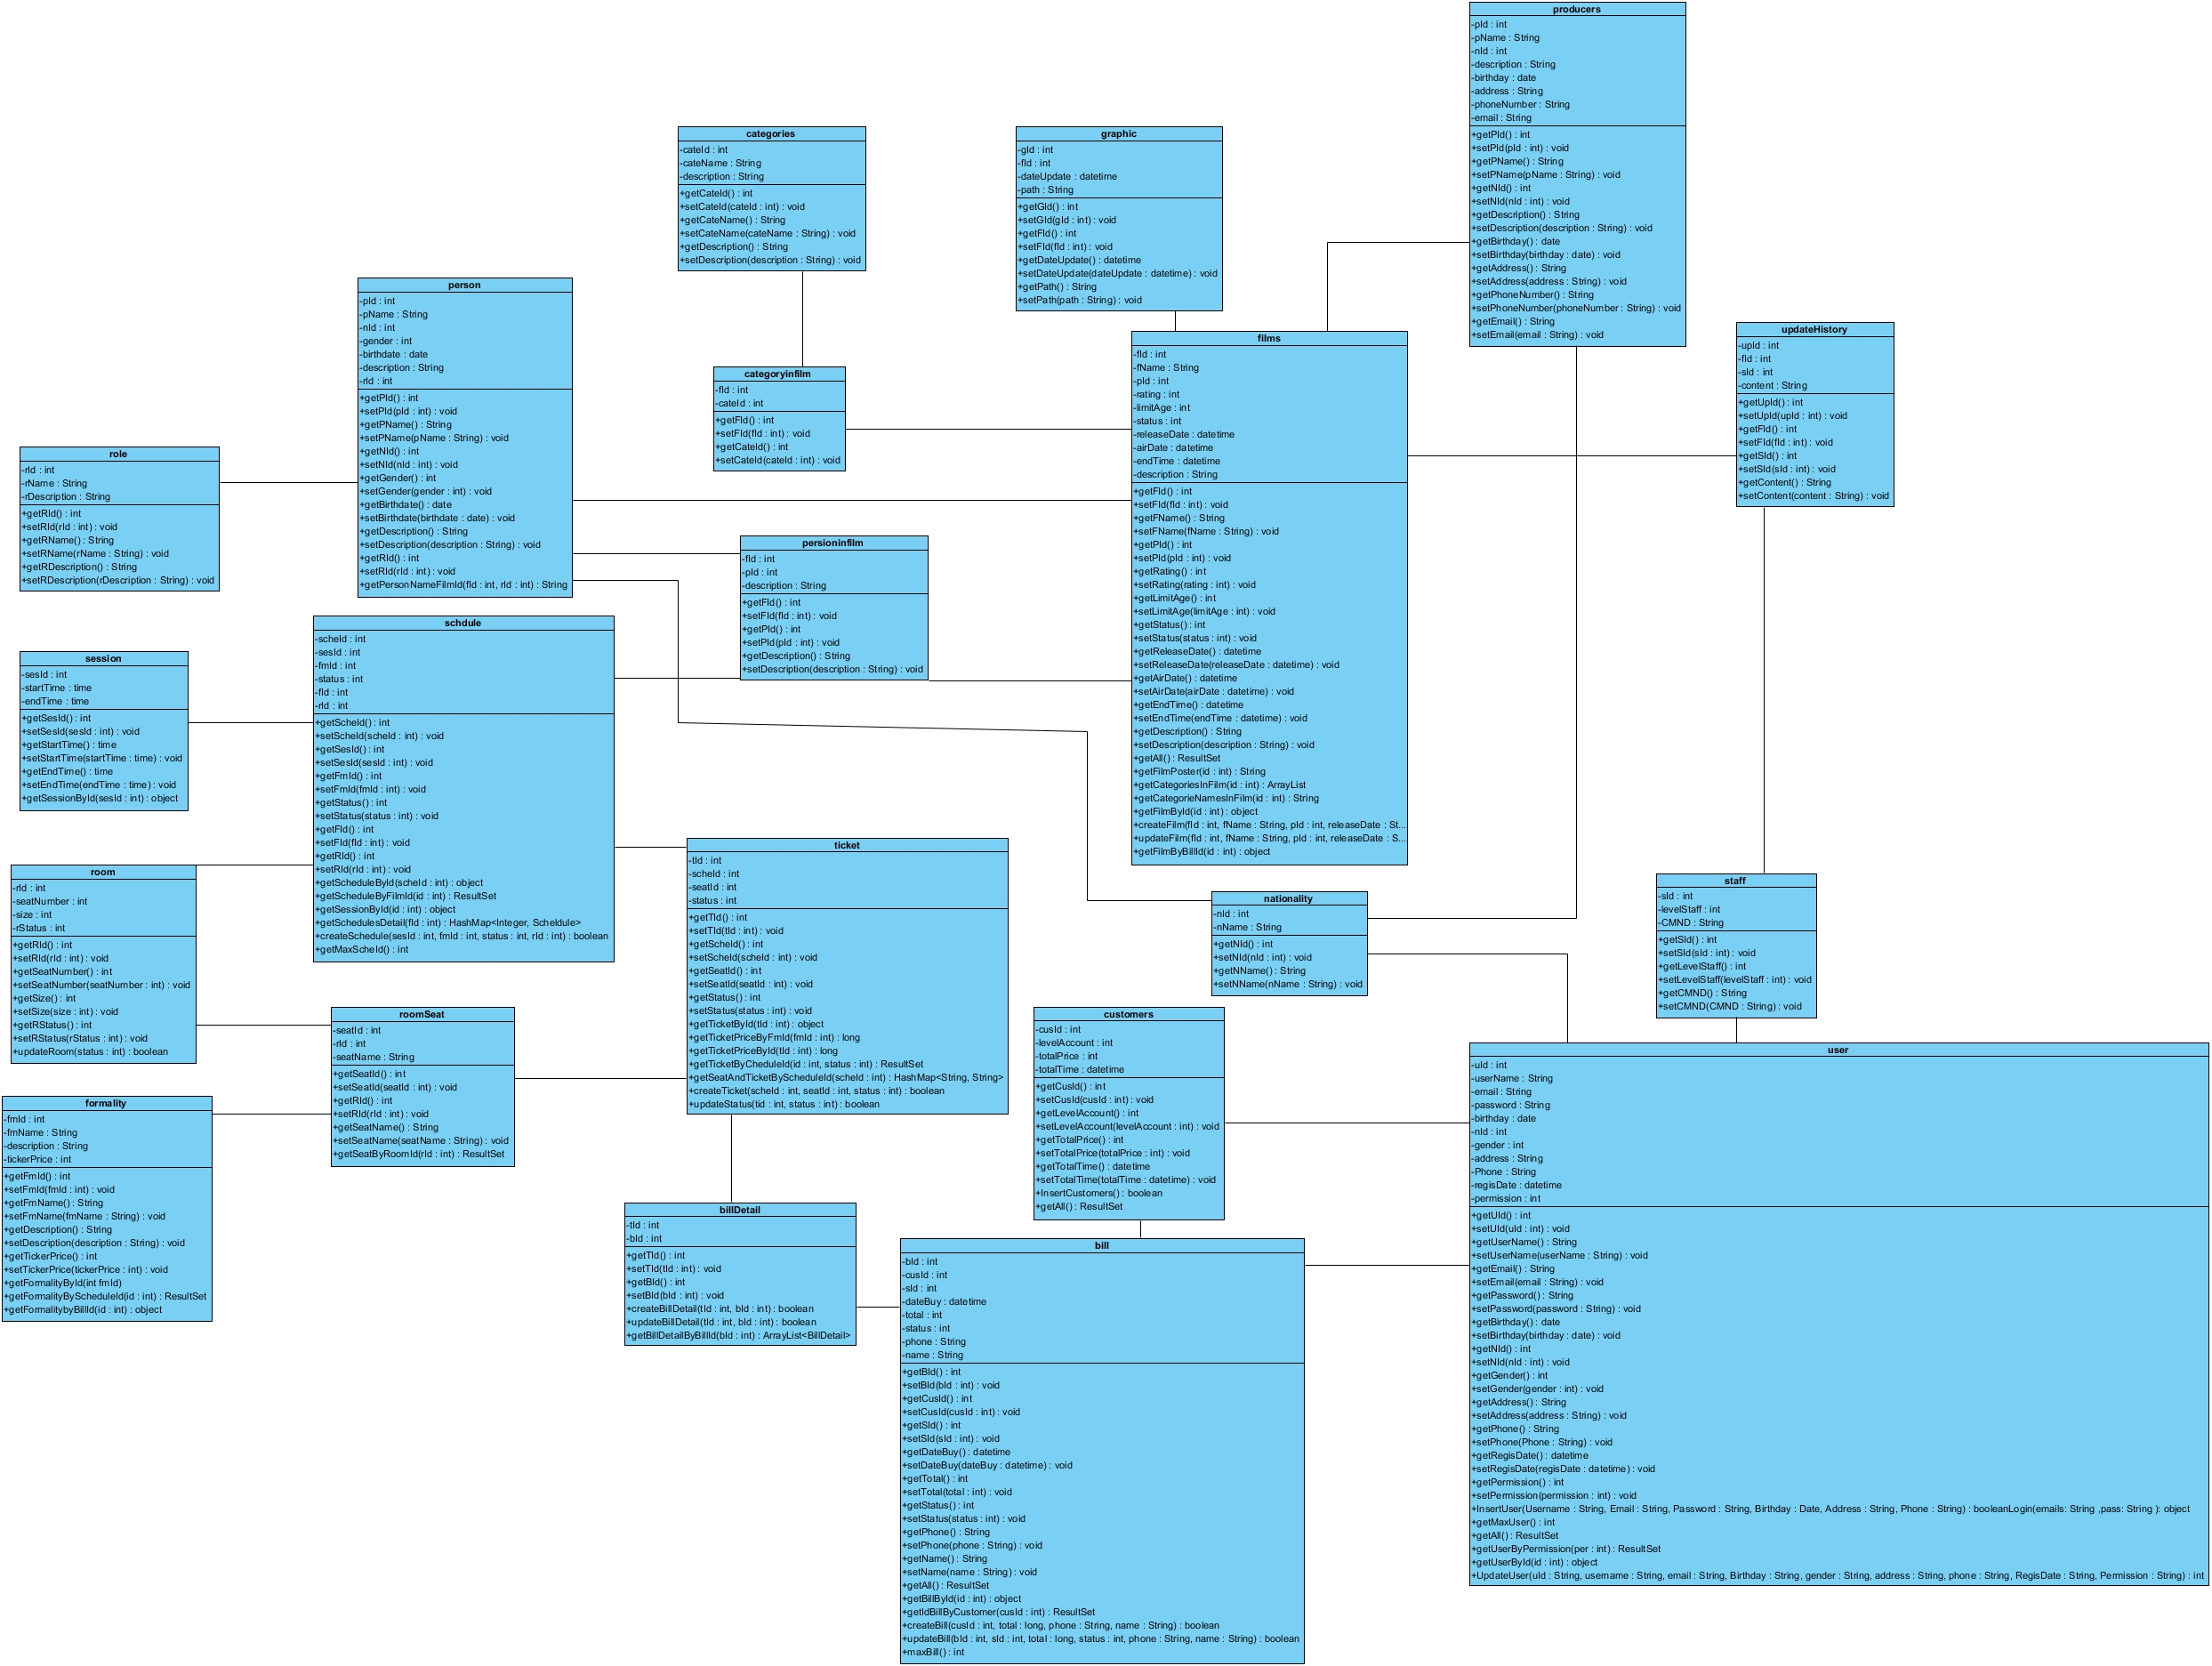 producers
-pId : int
-pName : String
-nId : int
-description : String
-birthday : date
-address : String
-phoneNumber : String
-email : String
+getPId() : int
+setPId(pId : int) : void
+getPName() : String
+setPName(pName : String) : void
+getNId() : int
+setNId(nId : int) : void
+getDescription() : String
+setDescription(description : String) : void
+getBirthday() : date
+setBirthday(birthday : date) : void
+getAddress() : String
+setAddress(address : String) : void
+getPhoneNumber() : String
+setPhoneNumber(phoneNumber : String) : void
+getEmail() : String
+setEmail(email : String) : void
categories
-cateId : int
-cateName : String
-description : String
+getCateId() : int
+setCateId(cateId : int) : void
+getCateName() : String
+setCateName(cateName : String) : void
+getDescription() : String
+setDescription(description : String) : void
graphic
-gId : int
-fId : int
-dateUpdate : datetime
-path : String
+getGId() : int
+setGId(gId : int) : void
+getFId() : int
+setFId(fId : int) : void
+getDateUpdate() : datetime
+setDateUpdate(dateUpdate : datetime) : void
+getPath() : String
+setPath(path : String) : void
person
-pId : int
-pName : String
-nId : int
-gender : int
-birthdate : date
-description : String
-rId : int
+getPId() : int
+setPId(pId : int) : void
+getPName() : String
+setPName(pName : String) : void
+getNId() : int
+setNId(nId : int) : void
+getGender() : int
+setGender(gender : int) : void
+getBirthdate() : date
+setBirthdate(birthdate : date) : void
+getDescription() : String
+setDescription(description : String) : void
+getRId() : int
+setRId(rId : int) : void
+getPersonNameFilmId(fId : int, rId : int) : String
updateHistory
-upId : int
-fId : int
-sId : int
-content : String
+getUpId() : int
+setUpId(upId : int) : void
+getFId() : int
+setFId(fId : int) : void
+getSId() : int
+setSId(sId : int) : void
+getContent() : String
+setContent(content : String) : void
films
-fId : int
-fName : String
-pId : int
-rating : int
-limitAge : int
-status : int
-releaseDate : datetime
-airDate : datetime
-endTime : datetime
-description : String
+getFId() : int
+setFId(fId : int) : void
+getFName() : String
+setFName(fName : String) : void
+getPId() : int
+setPId(pId : int) : void
+getRating() : int
+setRating(rating : int) : void
+getLimitAge() : int
+setLimitAge(limitAge : int) : void
+getStatus() : int
+setStatus(status : int) : void
+getReleaseDate() : datetime
+setReleaseDate(releaseDate : datetime) : void
+getAirDate() : datetime
+setAirDate(airDate : datetime) : void
+getEndTime() : datetime
+setEndTime(endTime : datetime) : void
+getDescription() : String
+setDescription(description : String) : void
+getAll() : ResultSet
+getFilmPoster(id : int) : String
+getCategoriesInFilm(id : int) : ArrayList
+getCategorieNamesInFilm(id : int) : String
+getFilmById(id : int) : object
+createFilm(fId : int, fName : String, pId : int, releaseDate : St...
+updateFilm(fId : int, fName : String, pId : int, releaseDate : S...
+getFilmByBillId(id : int) : object
categoryinfilm
-fId : int
-cateId : int
+getFId() : int
+setFId(fId : int) : void
+getCateId() : int
+setCateId(cateId : int) : void
role
-rId : int
-rName : String
-rDescription : String
+getRId() : int
+setRId(rId : int) : void
+getRName() : String
+setRName(rName : String) : void
+getRDescription() : String
+setRDescription(rDescription : String) : void
persioninfilm
-fId : int
-pId : int
-description : String
+getFId() : int
+setFId(fId : int) : void
+getPId() : int
+setPId(pId : int) : void
+getDescription() : String
+setDescription(description : String) : void
schdule
-scheId : int
-sesId : int
-fmId : int
-status : int
-fId : int
-rId : int
+getScheId() : int
+setScheId(scheId : int) : void
+getSesId() : int
+setSesId(sesId : int) : void
+getFmId() : int
+setFmId(fmId : int) : void
+getStatus() : int
+setStatus(status : int) : void
+getFId() : int
+setFId(fId : int) : void
+getRId() : int
+setRId(rId : int) : void
+getScheduleById(scheId : int) : object
+getScheduleByFilmId(id : int) : ResultSet
+getSessionById(id : int) : object
+getSchedulesDetail(fId : int) : HashMap<Integer, Scheldule>
+createSchedule(sesId : int, fmId : int, status : int, rId : int) : boolean
+getMaxScheId() : int
session
-sesId : int
-startTime : time
-endTime : time
+getSesId() : int
+setSesId(sesId : int) : void
+getStartTime() : time
+setStartTime(startTime : time) : void
+getEndTime() : time
+setEndTime(endTime : time) : void
+getSessionById(sesId : int) : object
ticket
-tId : int
-scheId : int
-seatId : int
-status : int
+getTId() : int
+setTId(tId : int) : void
+getScheId() : int
+setScheId(scheId : int) : void
+getSeatId() : int
+setSeatId(seatId : int) : void
+getStatus() : int
+setStatus(status : int) : void
+getTicketById(tId : int) : object
+getTicketPriceByFmId(fmId : int) : long
+getTicketPriceById(tId : int) : long
+getTicketByCheduleId(id : int, status : int) : ResultSet
+getSeatAndTicketByScheduleId(scheId : int) : HashMap<String, String>
+createTicket(scheId : int, seatId : int, status : int) : boolean
+updateStatus(tid : int, status : int) : boolean
room
-rId : int
-seatNumber : int
-size : int
-rStatus : int
+getRId() : int
+setRId(rId : int) : void
+getSeatNumber() : int
+setSeatNumber(seatNumber : int) : void
+getSize() : int
+setSize(size : int) : void
+getRStatus() : int
+setRStatus(rStatus : int) : void
+updateRoom(status : int) : boolean
staff
-sId : int
-levelStaff : int
-CMND : String
+getSId() : int
+setSId(sId : int) : void
+getLevelStaff() : int
+setLevelStaff(levelStaff : int) : void
+getCMND() : String
+setCMND(CMND : String) : void
nationality
-nId : int
-nName : String
+getNId() : int
+setNId(nId : int) : void
+getNName() : String
+setNName(nName : String) : void
roomSeat
-seatId : int
-rId : int
-seatName : String
+getSeatId() : int
+setSeatId(seatId : int) : void
+getRId() : int
+setRId(rId : int) : void
+getSeatName() : String
+setSeatName(seatName : String) : void
+getSeatByRoomId(rId : int) : ResultSet
customers
-cusId : int
-levelAccount : int
-totalPrice : int
-totalTime : datetime
+getCusId() : int
+setCusId(cusId : int) : void
+getLevelAccount() : int
+setLevelAccount(levelAccount : int) : void
+getTotalPrice() : int
+setTotalPrice(totalPrice : int) : void
+getTotalTime() : datetime
+setTotalTime(totalTime : datetime) : void
+InsertCustomers() : boolean
+getAll() : ResultSet
user
-uId : int
-userName : String
-email : String
-password : String
-birthday : date
-nId : int
-gender : int
-address : String
-Phone : String
-regisDate : datetime
-permission : int
+getUId() : int
+setUId(uId : int) : void
+getUserName() : String
+setUserName(userName : String) : void
+getEmail() : String
+setEmail(email : String) : void
+getPassword() : String
+setPassword(password : String) : void
+getBirthday() : date
+setBirthday(birthday : date) : void
+getNId() : int
+setNId(nId : int) : void
+getGender() : int
+setGender(gender : int) : void
+getAddress() : String
+setAddress(address : String) : void
+getPhone() : String
+setPhone(Phone : String) : void
+getRegisDate() : datetime
+setRegisDate(regisDate : datetime) : void
+getPermission() : int
+setPermission(permission : int) : void
+InsertUser(Username : String, Email : String, Password : String, Birthday : Date, Address : String, Phone : String) : booleanLogin(emails: String ,pass: String ): object
+getMaxUser() : int
+getAll() : ResultSet
+getUserByPermission(per : int) : ResultSet
+getUserById(id : int) : object
+UpdateUser(uId : String, username : String, email : String, Birthday : String, gender : String, address : String, phone : String, RegisDate : String, Permission : String) : int
formality
-fmId : int
-fmName : String
-description : String
-tickerPrice : int
+getFmId() : int
+setFmId(fmId : int) : void
+getFmName() : String
+setFmName(fmName : String) : void
+getDescription() : String
+setDescription(description : String) : void
+getTickerPrice() : int
+setTickerPrice(tickerPrice : int) : void
+getFormalityById(int fmId)
+getFormalityByScheduleId(id : int) : ResultSet
+getFormalitybyBillId(id : int) : object
billDetail
-tId : int
-bId : int
+getTId() : int
+setTId(tId : int) : void
+getBId() : int
+setBId(bId : int) : void
+createBillDetail(tId : int, bId : int) : boolean
+updateBillDetail(tId : int, bId : int) : boolean
+getBillDetailByBillId(bId : int) : ArrayList<BillDetail>
bill
-bId : int
-cusId : int
-sId : int
-dateBuy : datetime
-total : int
-status : int
-phone : String
-name : String
+getBId() : int
+setBId(bId : int) : void
+getCusId() : int
+setCusId(cusId : int) : void
+getSId() : int
+setSId(sId : int) : void
+getDateBuy() : datetime
+setDateBuy(dateBuy : datetime) : void
+getTotal() : int
+setTotal(total : int) : void
+getStatus() : int
+setStatus(status : int) : void
+getPhone() : String
+setPhone(phone : String) : void
+getName() : String
+setName(name : String) : void
+getAll() : ResultSet
+getBillById(id : int) : object
+getIdBillByCustomer(cusId : int) : ResultSet
+createBill(cusId : int, total : long, phone : String, name : String) : boolean
+updateBill(bId : int, sId : int, total : long, status : int, phone : String, name : String) : boolean
+maxBill() : int